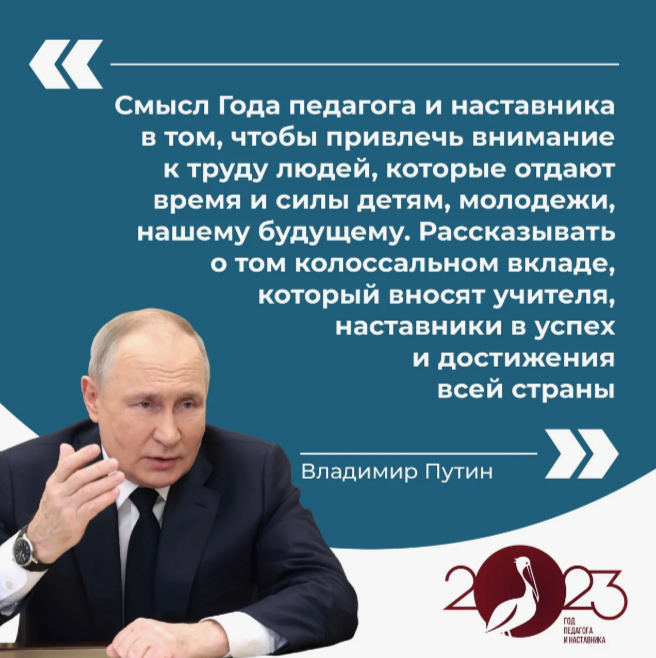 Смысл Года педагога и наставника
в том, чтобы привлечь внимание
к труду людей, которые отдают
время и силы детям, молодежи,
нашему будущему. Рассказывать
о том колоссальном вкладе,
который вносят учителя,
наставники в успех
и достижения
всей страны
Владимир Путин
2023
ГОД
ПЕДАГОГА
И НАСТАВНИКА